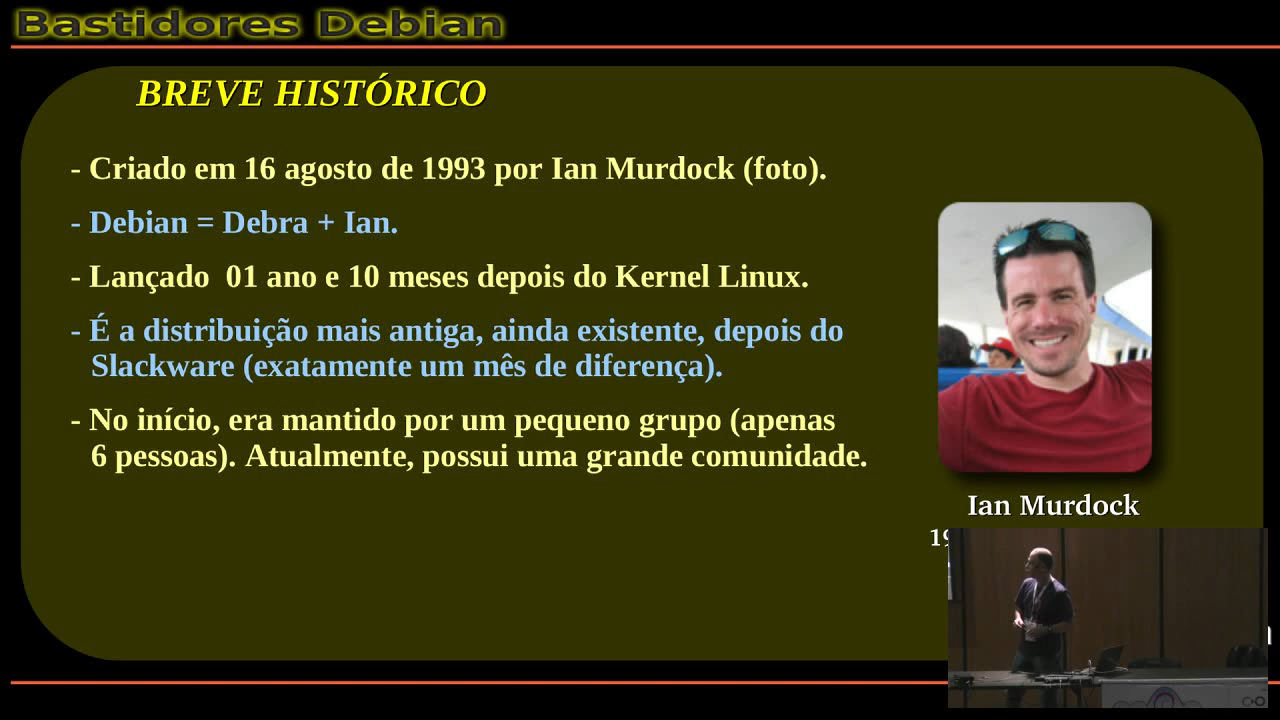 Bastidores Debian
BREVE HISTÓRICO
- Criado em 16 agosto de 1993 por Ian Murdock (foto).
- Debian = Debra + Ian.
- Lançado 01 ano e 10 meses depois do Kernel Linux.
- É a distribuição mais antiga, ainda existente, depois do
Slackware (exatamente um mês de diferença).
- No início, era mantido por um pequeno grupo (apenas
6 pessoas). Atualmente, possui uma grande comunidade.
Ian Murdock